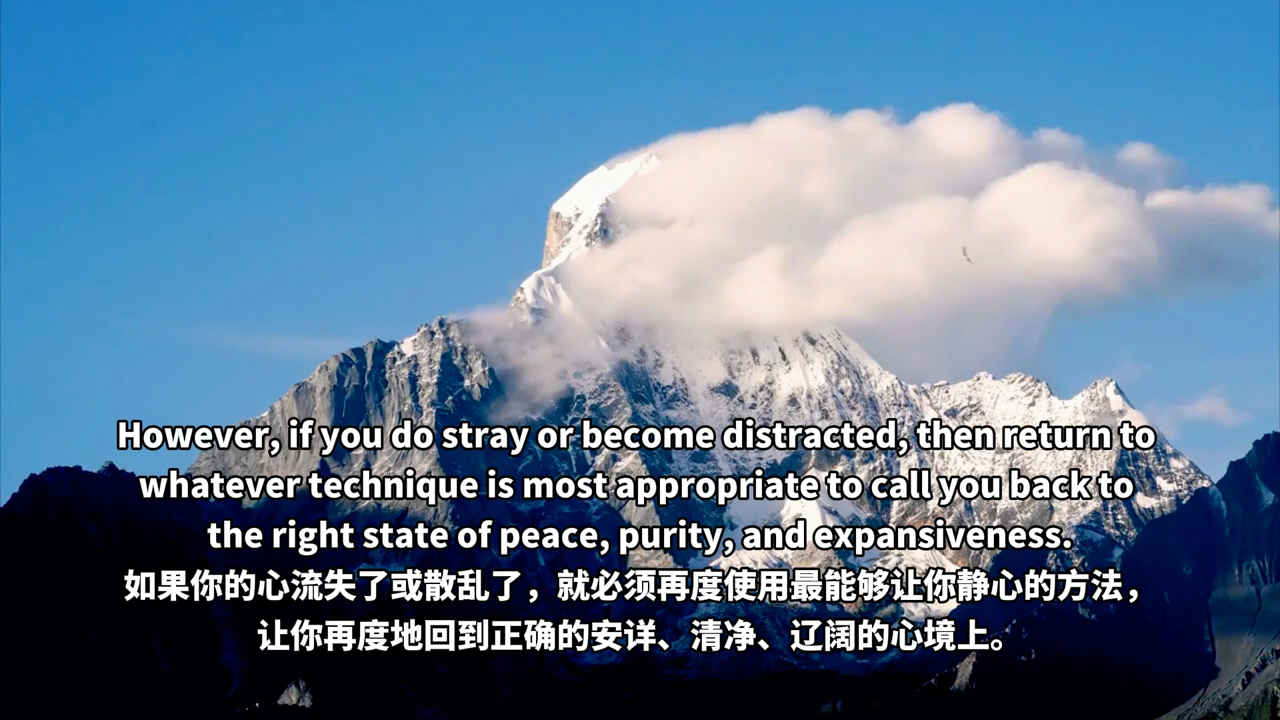 However, if you do stray or become distracted, then return to
whatever technique is most appropriate to call you back to
the right state of peace, purity, and expansiveness.
如果你的心流失了或散乱了，就必须再度使用最能够让你静心的方法，
让你再度地回到正确的安详、清净、辽阔的心境上。